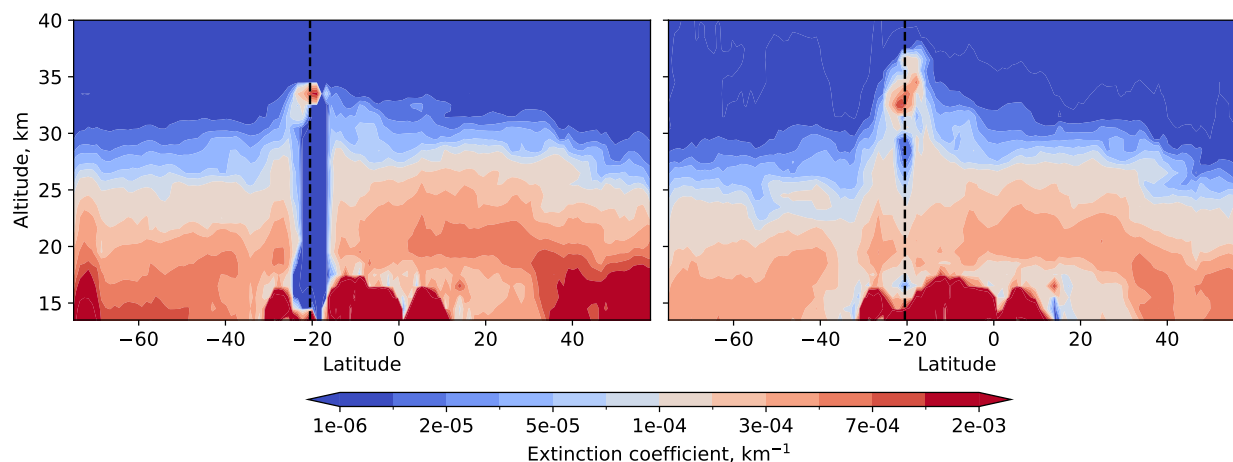 40
35
30
25
20
15
Altitude, km
−60 −40 −20 0 20 40
Latitude
−60 −40 −20 0 20 40
Latitude
1e-06 2e-05 5e-05 1e-04 3e-04 7e-04 2e-03
Extinction coefficient, km⁻¹